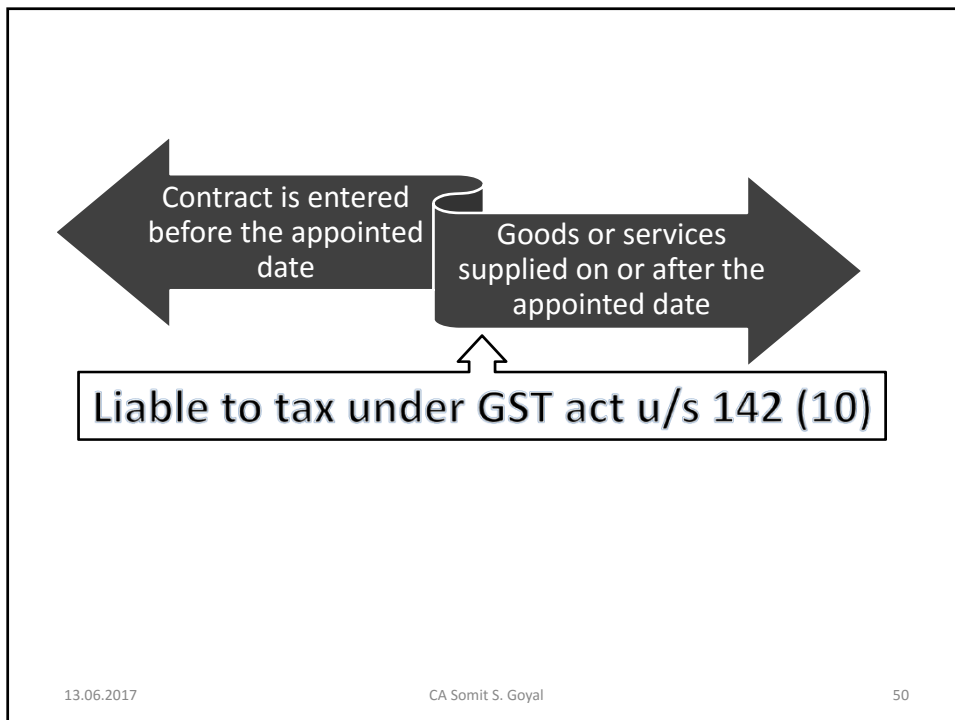 Contract is entered
before the appointed
date
Goods or services
supplied on or after the
appointed date
Liable to tax under GST act u/s 142 (10)
13.06.2017
CA Somit S. Goyal
50